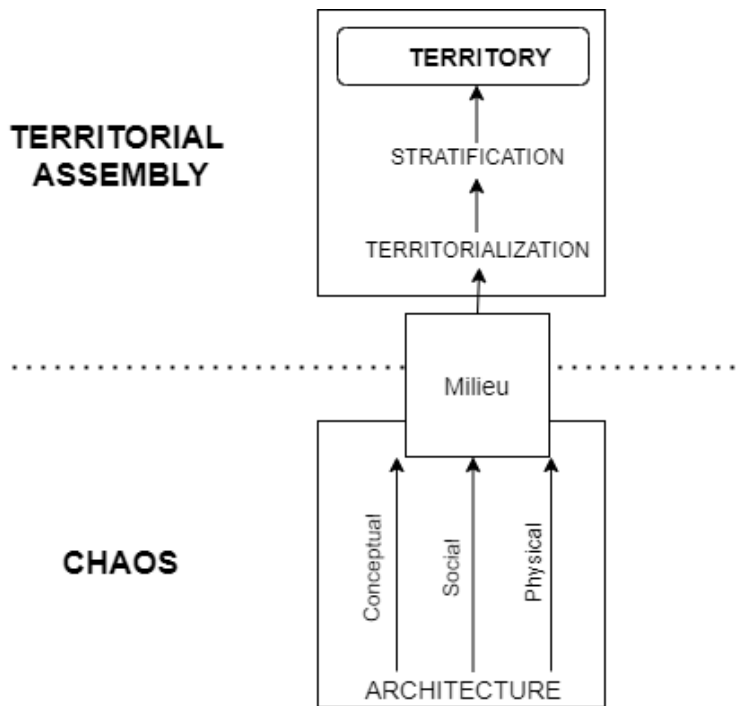 TERRITORY
TERRITORIAL
ASSEMBLY
STRATIFICATION
TERRITORIALIZATION
Milieu
CHAOS
Conceptual
Social
Physical
ARCHITECTURE